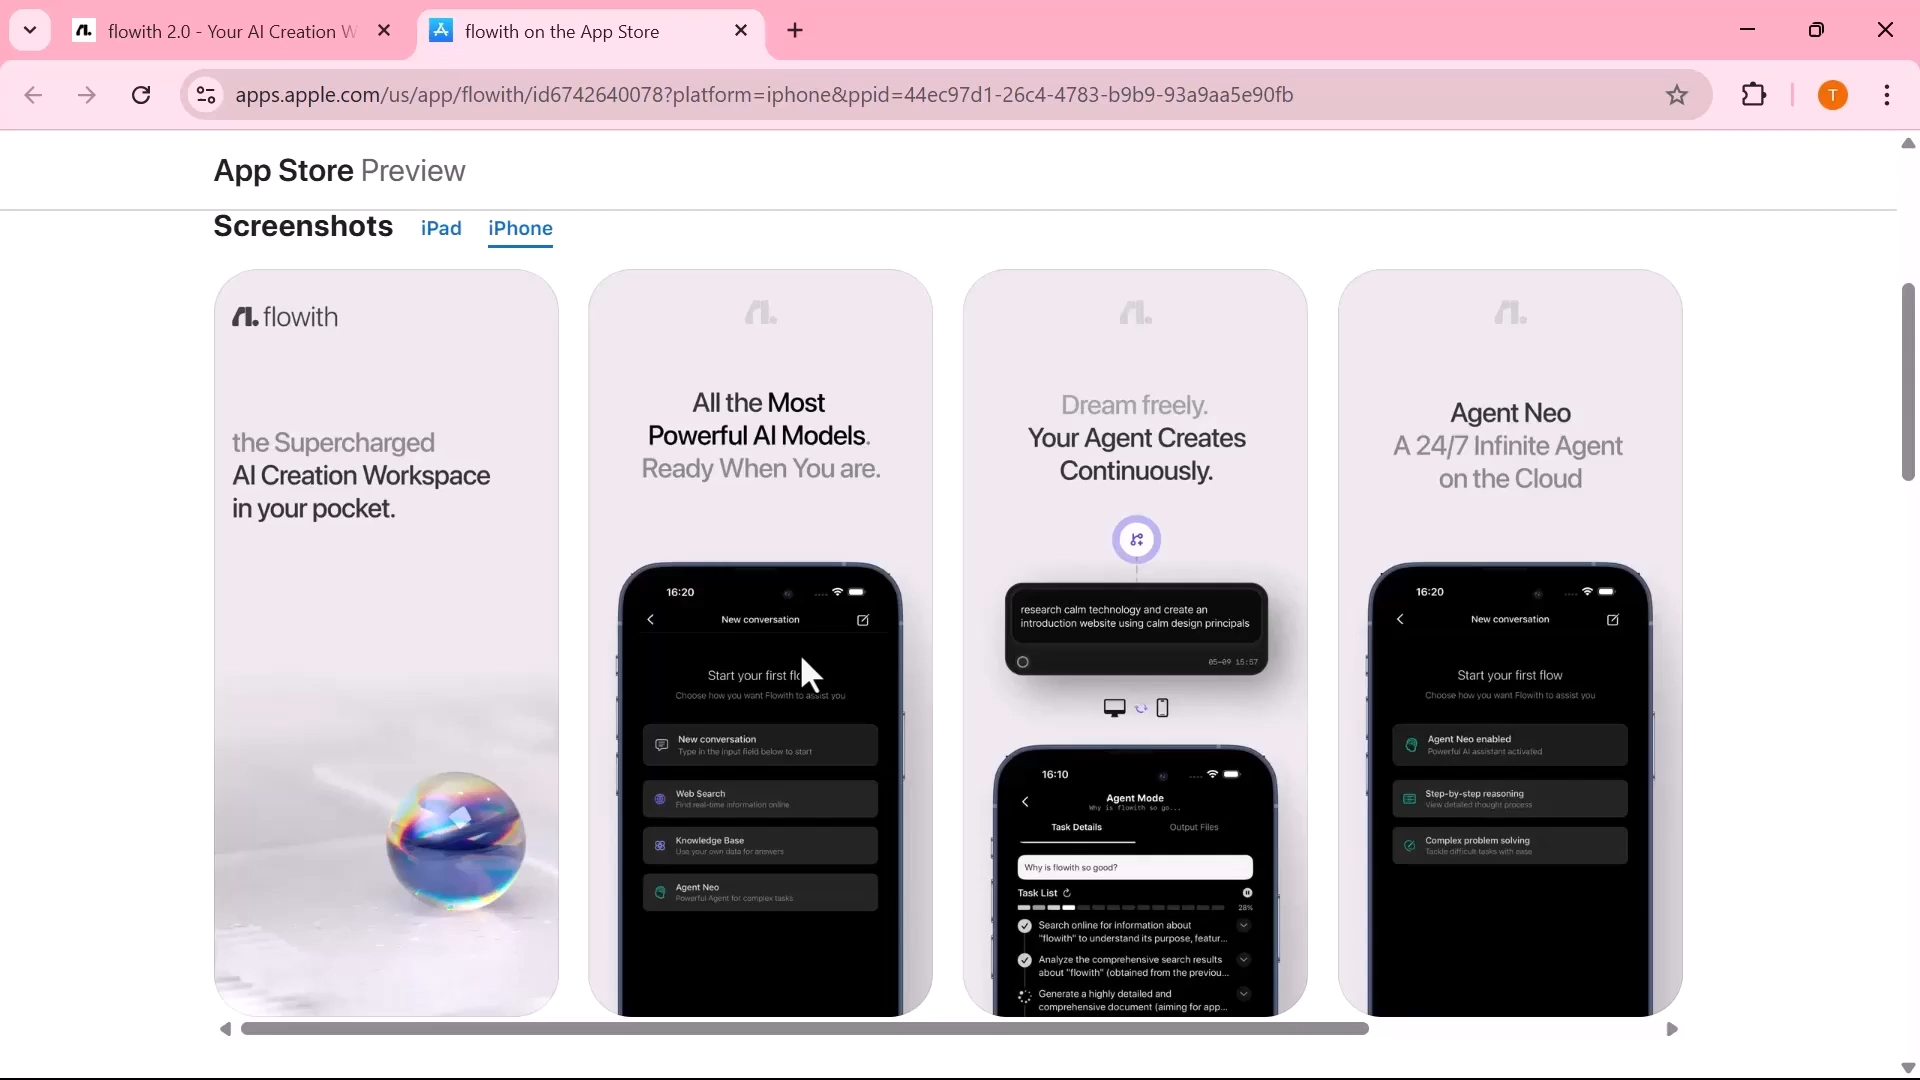 flowith 2.0 - Your AI Creation W
flowith on the App Store
apps.apple.com/us/app/flowith/id6742640078?platform=iphone&ppid=44ec97d1-26c4-4783-b9b9-93a9aa5e90fb
T
App Store Preview
Screenshots iPad iPhone
flowith
the Supercharged
AI Creation Workspace
in your pocket.
All the Most
Powerful AI Models.
Ready When You are.
16:20
New conversation
Start your first flo
Choose how you want Flowith to assist you
New conversation
Type in the input field below to start
Web Search
Find real-time information online
Knowledge Base
Use your own data for answers
Agent Neo
Powerful Agent for complex tasks
Dream freely.
Your Agent Creates
Continuously.
research calm technology and create an
introduction website using calm design principals
05-09 15:57
16:10
Agent Mode
Why is flowith so go...
Task Details Output Files
Why is flowith so good?
Task List
28%
Search online for information about
"flowith" to understand its purpose, featur...
Analyze the comprehensive search results
about "flowith" (obtained from the previou...
Generate a highly detailed and
comprehensive document (aiming for app...
Agent Neo
A 24/7 Infinite Agent
on the Cloud
16:20
New conversation
Start your first flow
Choose how you want Flowith to assist you
Agent Neo enabled
Powerful AI assistant activated
Step-by-step reasoning
View detailed thought process
Complex problem solving
Tackle difficult tasks with ease